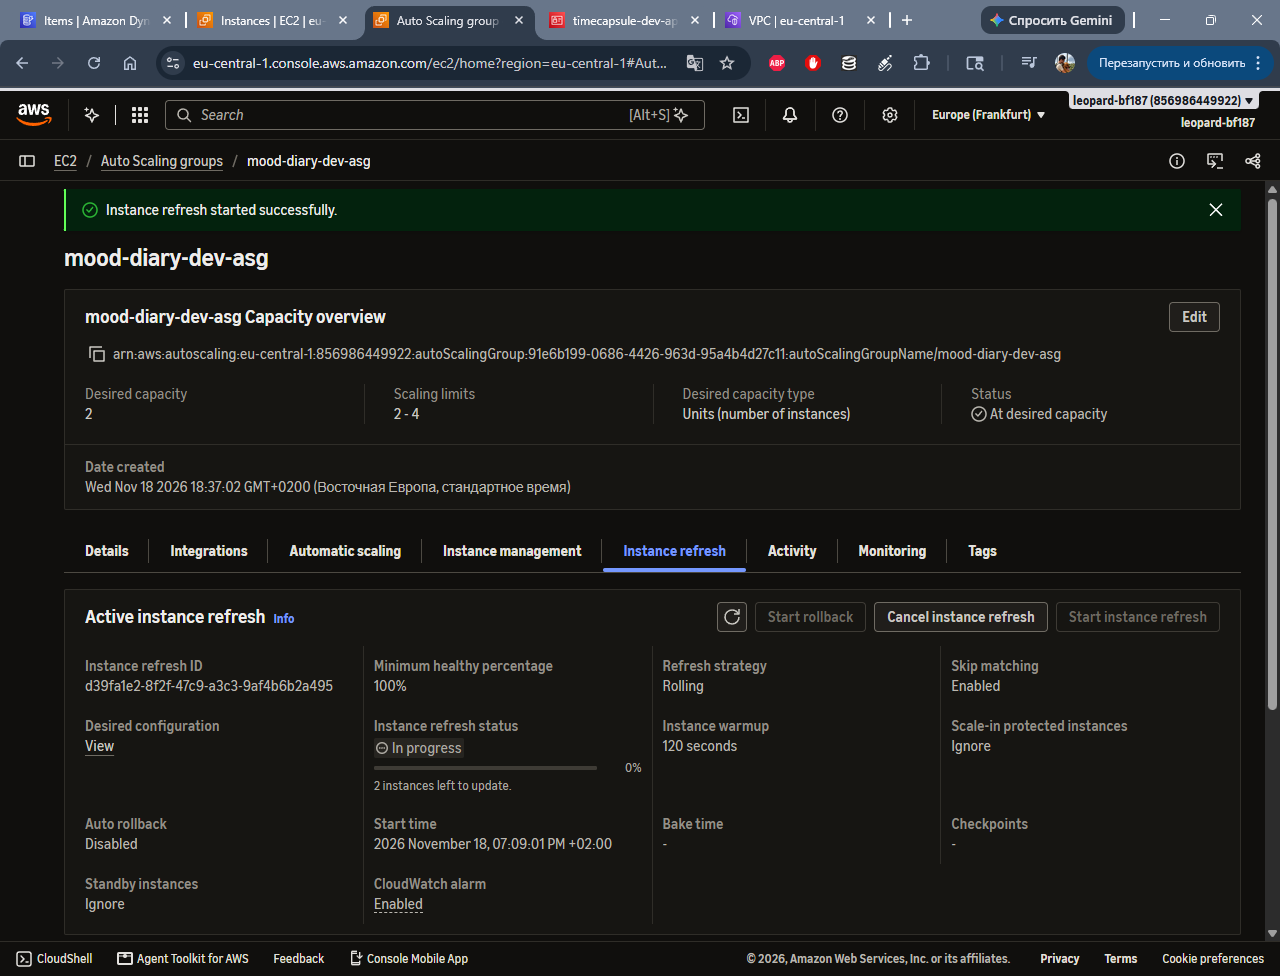 Items | Amazon Dyn
Instances | EC2 | eu-
Auto Scaling group
timecapsule-dev-ap
VPC | eu-central-1
Спросить Gemini
eu-central-1.console.aws.amazon.com/ec2/home?region=eu-central-1#Aut...
ABP
Перезапустить и обновить
aws
Search
[Alt+S]
Europe (Frankfurt)
leopard-bf187 (856986449922)
leopard-bf187
EC2 / Auto Scaling groups / mood-diary-dev-asg
Instance refresh started successfully.
mood-diary-dev-asg
mood-diary-dev-asg Capacity overview
Edit
arn:aws:autoscaling:eu-central-1:856986449922:autoScalingGroup:91e6b199-0686-4426-963d-95a4b4d27c11:autoScalingGroupName/mood-diary-dev-asg
Desired capacity
2
Scaling limits
2 - 4
Desired capacity type
Units (number of instances)
Status
At desired capacity
Date created
Wed Nov 18 2026 18:37:02 GMT+0200 (Восточная Европа, стандартное время)
Details
Integrations
Automatic scaling
Instance management
Instance refresh
Activity
Monitoring
Tags
Active instance refresh Info
Start rollback
Cancel instance refresh
Start instance refresh
Instance refresh ID
d39fa1e2-8f2f-47c9-a3c3-9af4b6b2a495
Minimum healthy percentage
100%
Refresh strategy
Rolling
Skip matching
Enabled
Desired configuration
View
Instance refresh status
In progress
0%
2 instances left to update.
Instance warmup
120 seconds
Scale-in protected instances
Ignore
Auto rollback
Disabled
Start time
2026 November 18, 07:09:01 PM +02:00
Bake time
-
Checkpoints
-
Standby instances
Ignore
CloudWatch alarm
Enabled
CloudShell
Agent Toolkit for AWS
Feedback
Console Mobile App
© 2026, Amazon Web Services, Inc. or its affiliates.
Privacy
Terms
Cookie preferences